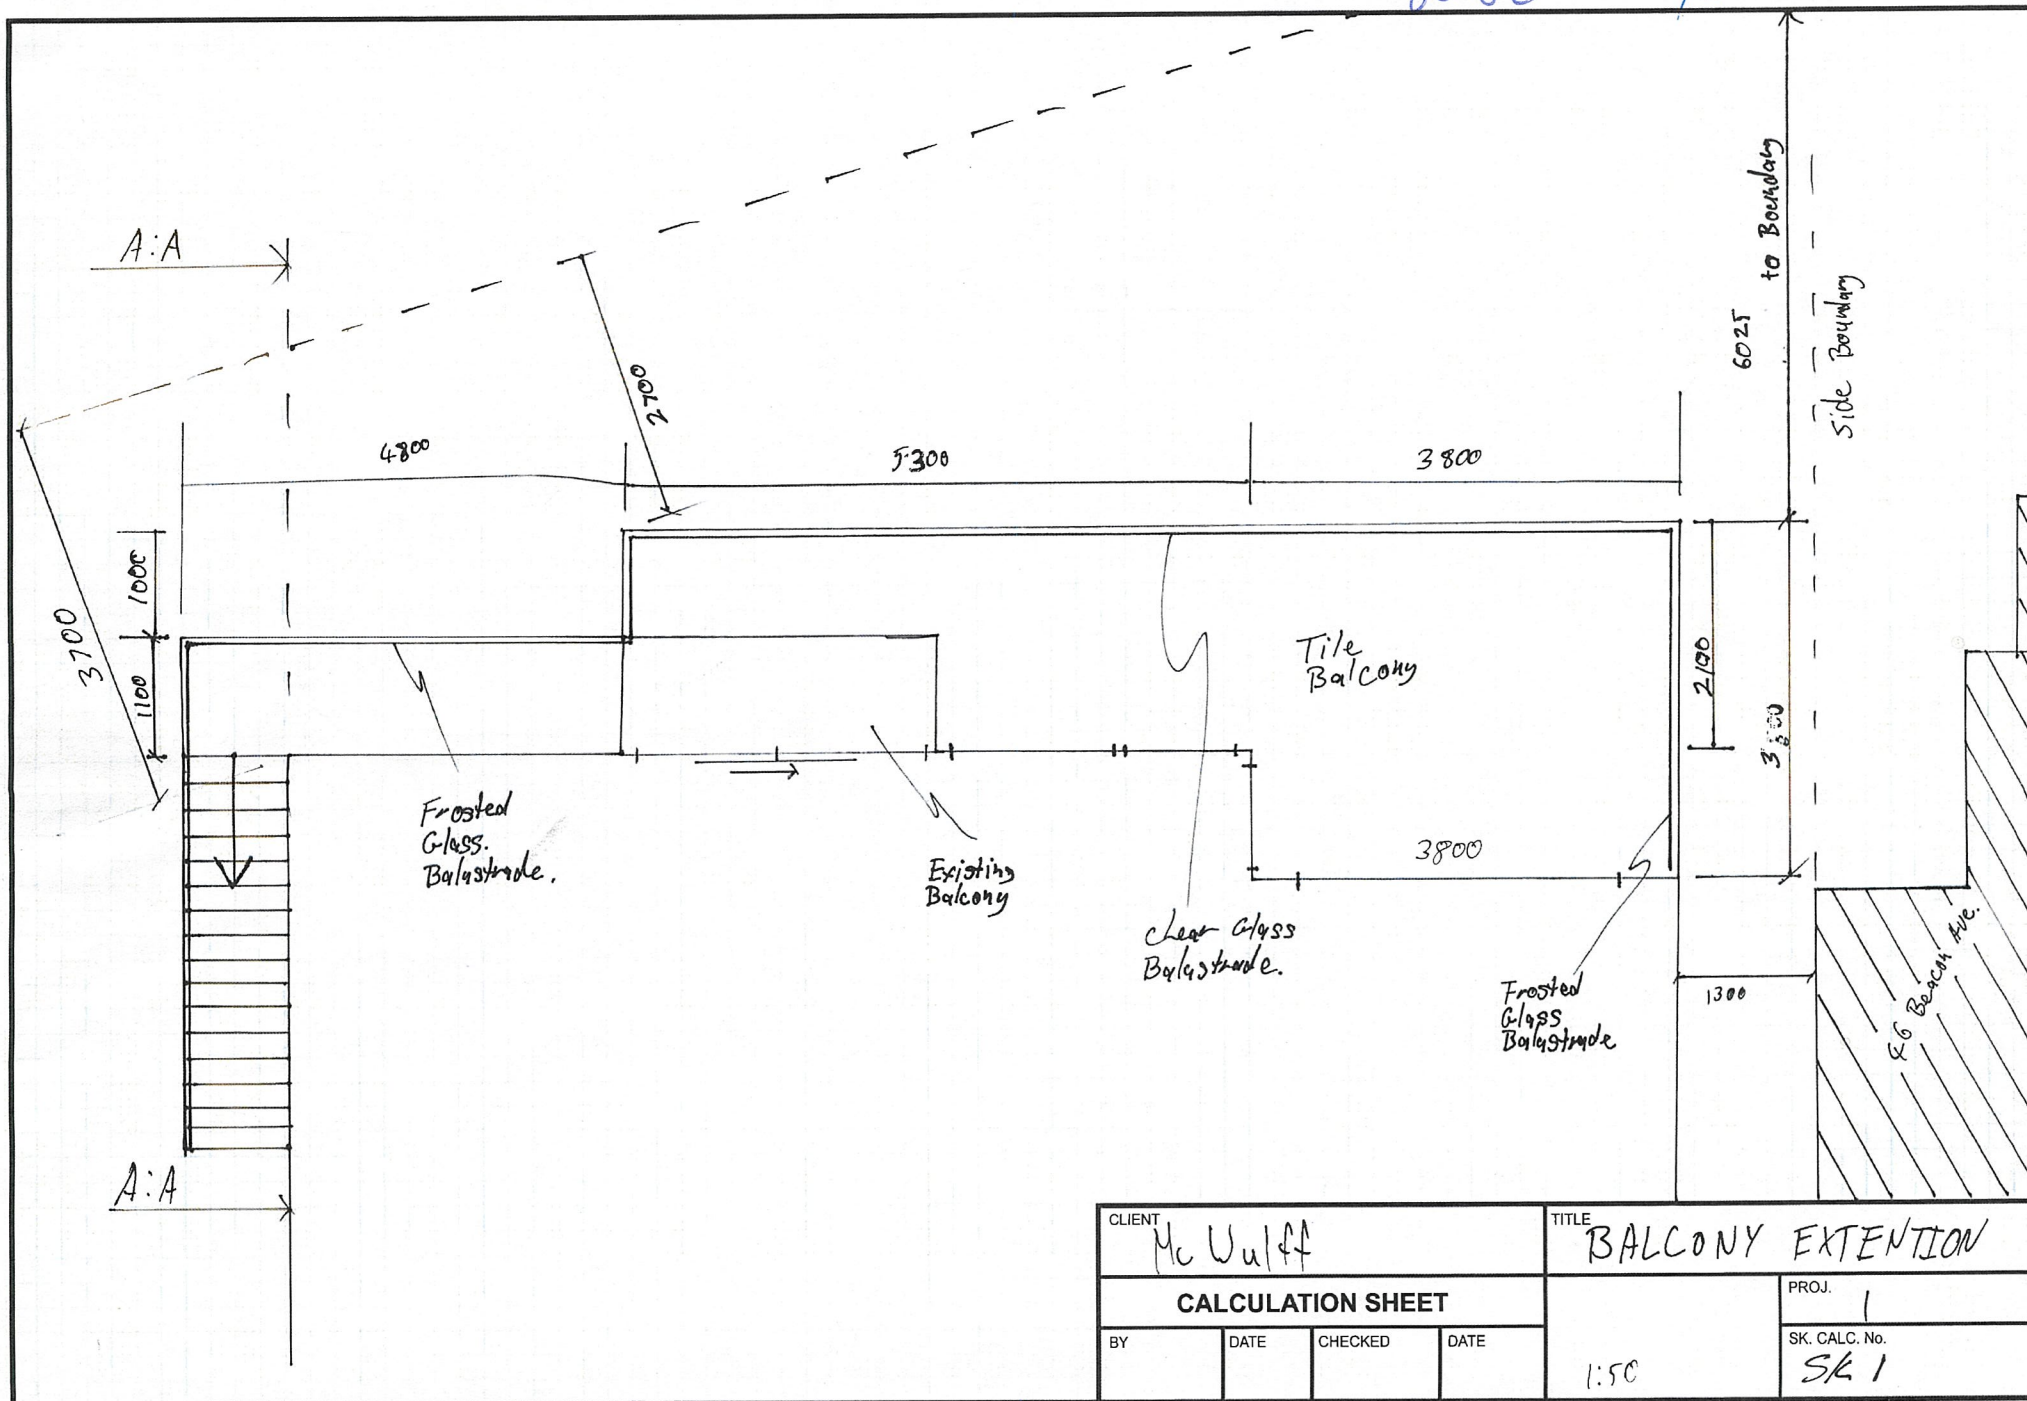 A:A
to Boundary
6025
Side Boundary
2700
4800
5300
3800
1000
3700
1100
Tile
Balcony
2100
Frosted
Glass.
Balustrade.
Existing
Balcony
3800
Clear Glass
Balustrade.
Frosted
Glass
Balustrade
1300
46 Beacon Ave.
A:A
CLIENT
Mc Wulff
TITLE
BALCONY EXTENTION
CALCULATION SHEET
PROJ.
1
BY
DATE
CHECKED
DATE
1:50
SK. CALC. No.
SK 1